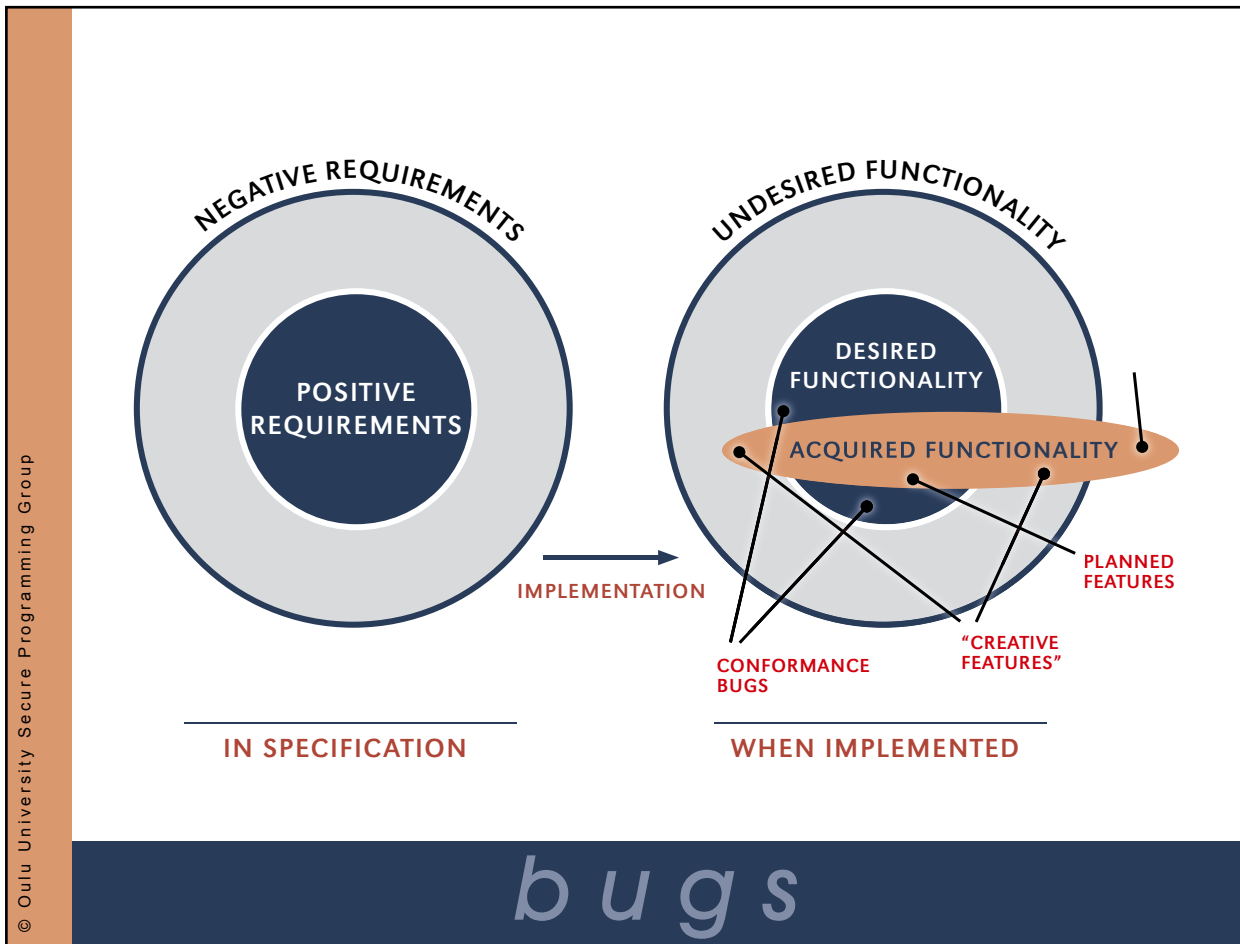 NEGATIVE REQUIREMENTS
POSITIVE
REQUIREMENTS
UNDESIRED FUNCTIONALITY
DESIRED
FUNCTIONALITY
ACQUIRED FUNCTIONALITY
IMPLEMENTATION
PLANNED
FEATURES
“CREATIVE
FEATURES”
CONFORMANCE
BUGS
IN SPECIFICATION
WHEN IMPLEMENTED
© Oulu University Secure Programming Group
bugs